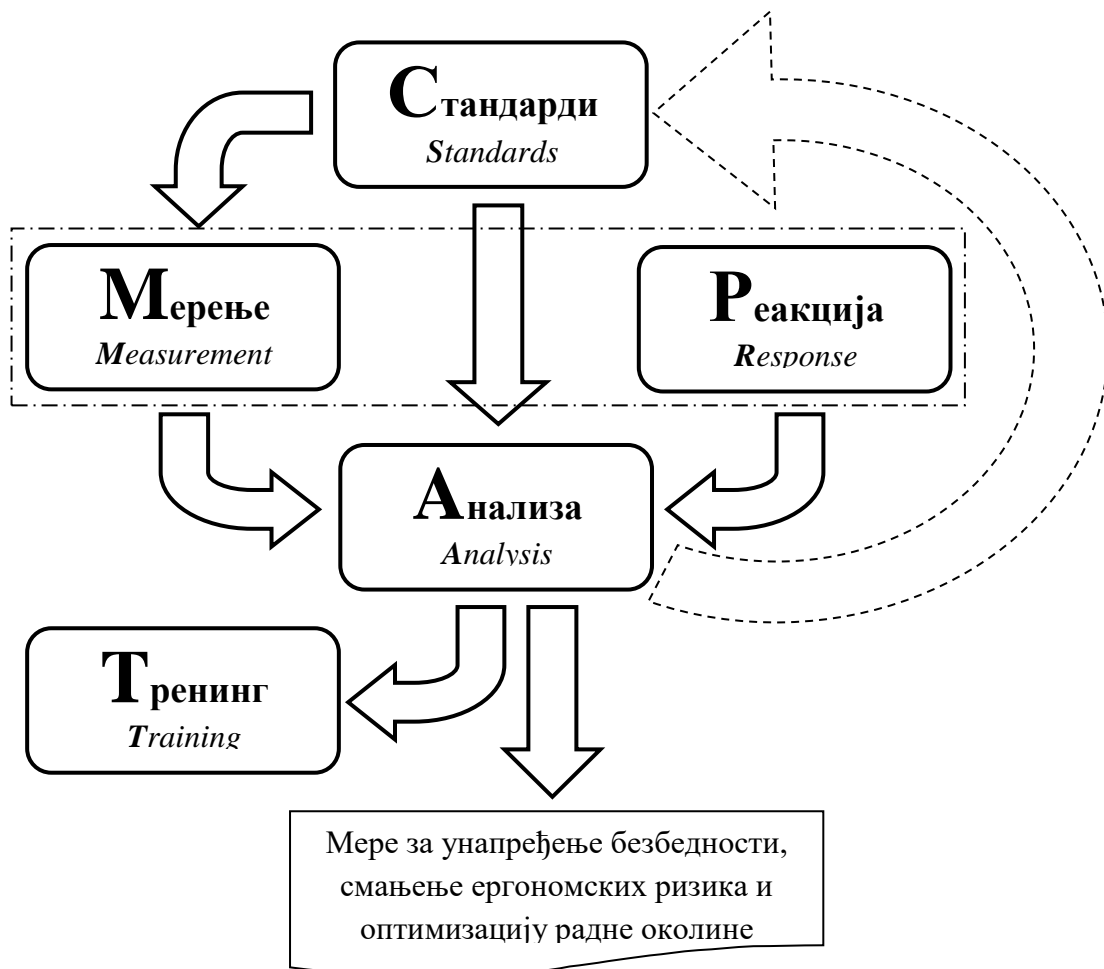 Стандарди
Standards
Мерење
Measurement
Реакција
Response
Анализа
Analysis
Тренинг
Training
Мере за унапређење безбедности,
смањење ергономских ризика и
оптимизацију радне околине